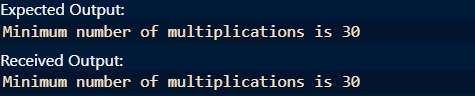 Expected Output:
Minimum number of multiplications is 30
Received Output:
Minimum number of multiplications is 30